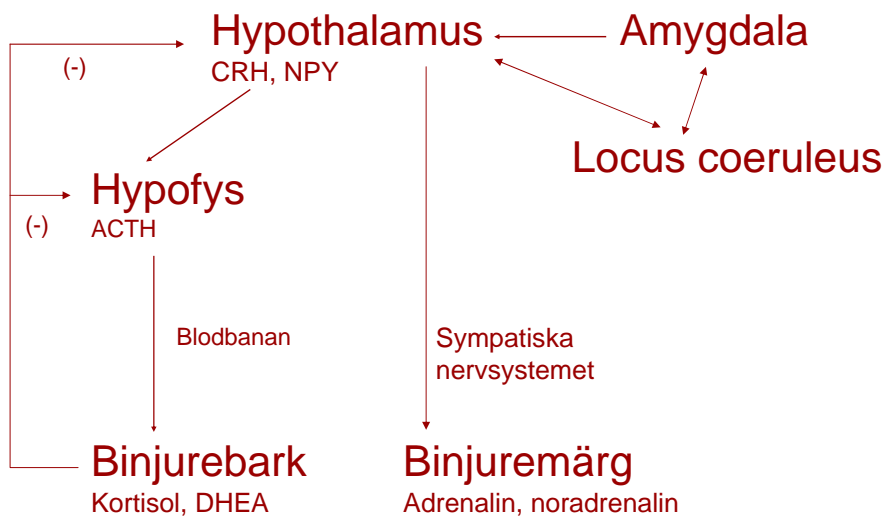 Hypothalamus
CRH, NPY
Amygdala
(-)
Locus coeruleus
Hypofys
ACTH
(-)
Blodbanan
Sympatiska
nervsystemet
Binjurebark
Kortisol, DHEA
Binjuremärg
Adrenalin, noradrenalin